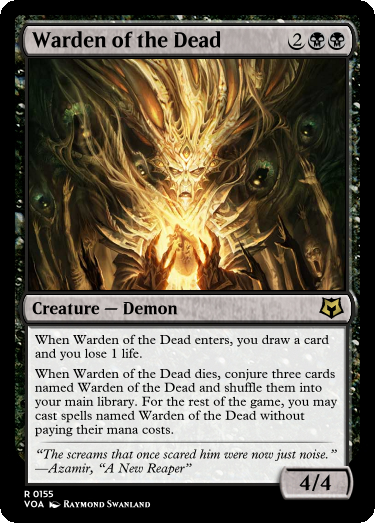 Warden of the Dead 2
Creature — Demon
When Warden of the Dead enters, you draw a card
and you lose 1 life.
When Warden of the Dead dies, conjure three cards
named Warden of the Dead and shuffle them into
your main library. For the rest of the game, you may
cast spells named Warden of the Dead without
paying their mana costs.
“The screams that once scared him were now just noise.”
—Azamir, “A New Reaper”
4/4
R 0155
VOA Raymond Swanland